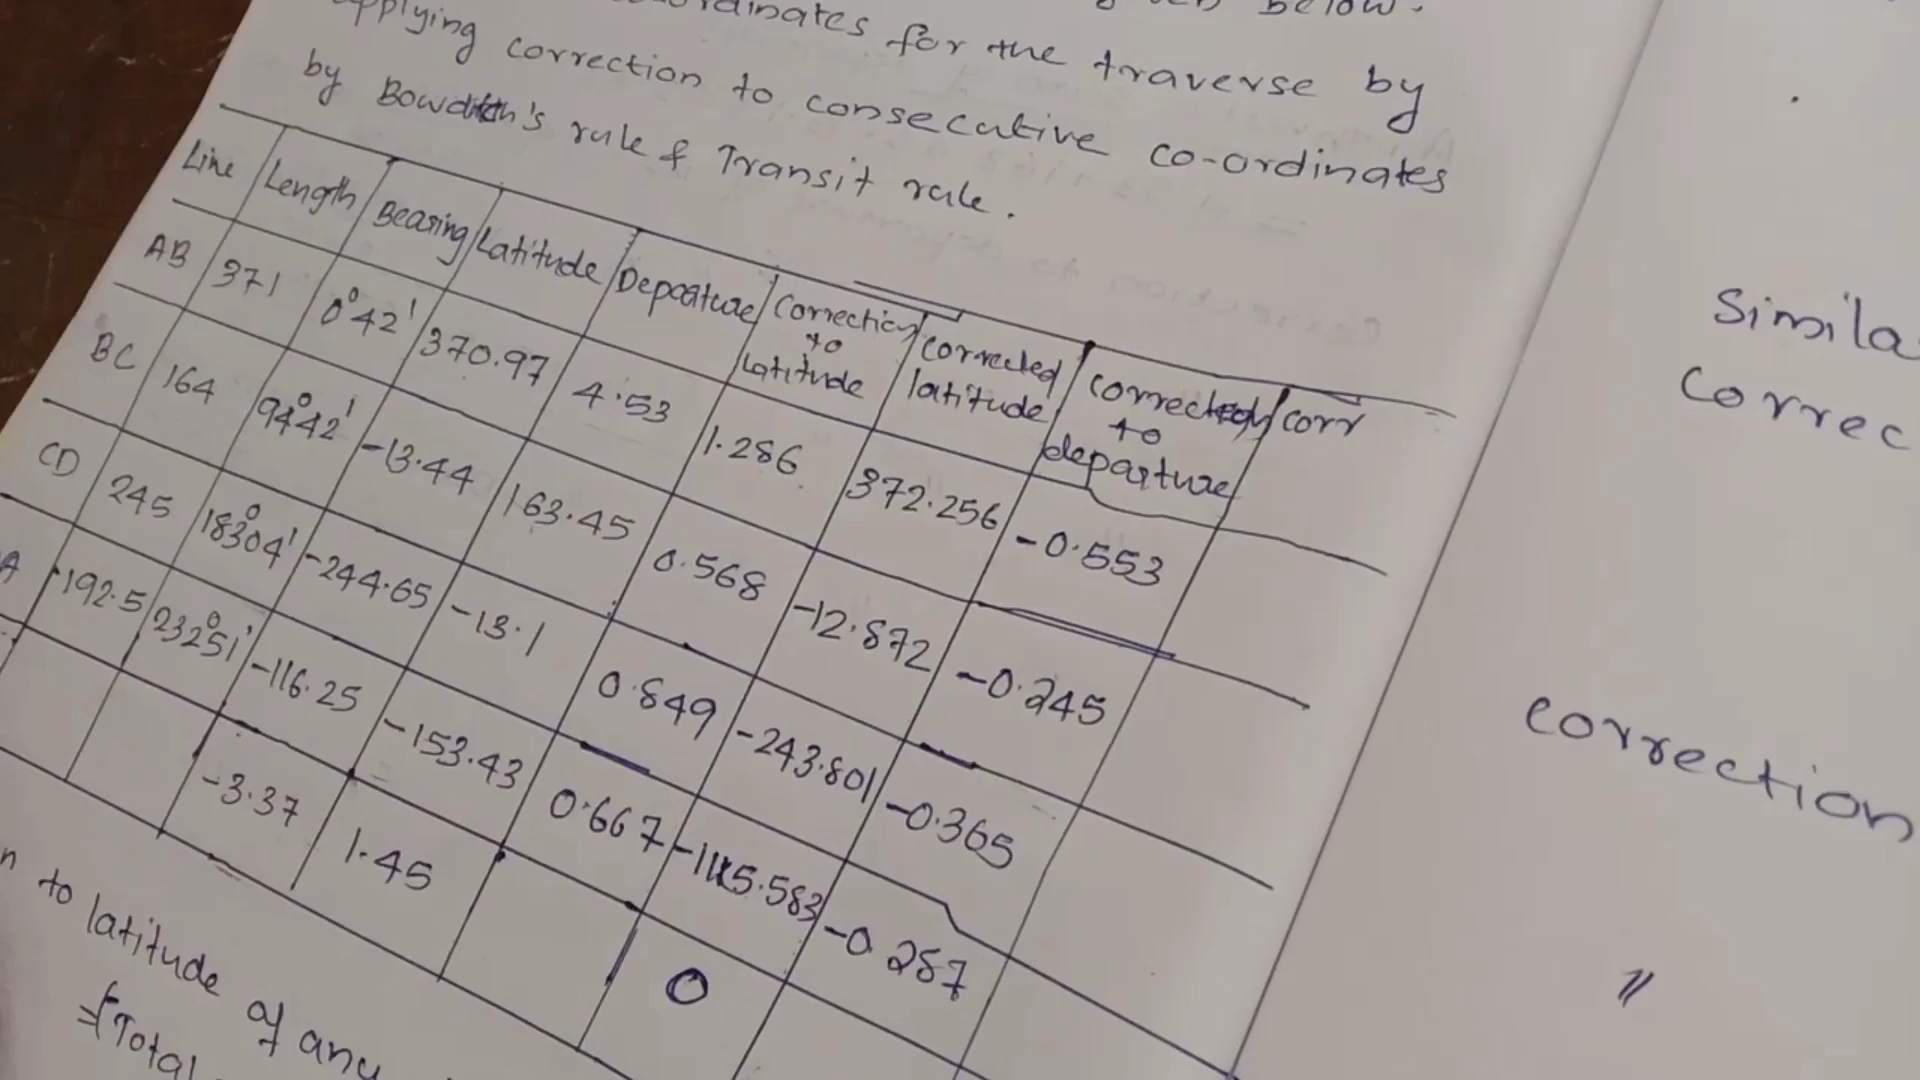 below.
for the traverse by
applying correction to consecutive co-ordinates
by Bowditch's rule & Transit rule.
Line Length Bearing Latitude Departure Correction to Latitude corrected latitude correction to departure corr
AB 371 0°42' 370.97 4.53 1.286 372.256 -0.553
BC 164 94°42' -13.44 163.45 0.568 -12.872 -0.245
CD 245 183°04' -244.65 -13.1 0.849 -243.801 -0.365
A 192.5 232°51' -116.25 -153.43 0.667 -115.583 -0.287
-3.37 1.45 0
n to latitude of any
=(Total
Simila
Correc
correction
"